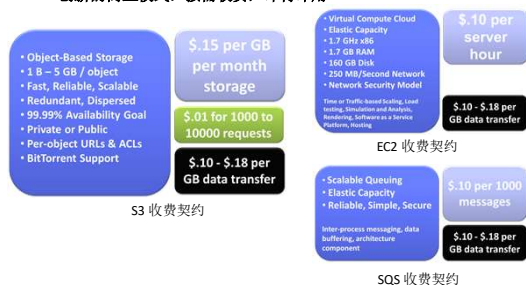 • Object-Based Storage
• 1 B – 5 GB / object
• Fast, Reliable, Scalable
• Redundant, Dispersed
• 99.99% Availability Goal
• Private or Public
• Per-object URLs & ACLs
• BitTorrent Support
$.15 per GB
per month
storage
$.01 for 1000
to
10000 requests
$.10 - $.18 per
GB data transfer
S3 收费契约
• Virtual Compute Cloud
• Elastic Capacity
• 1.7 GHz x86
• 1.7 GB RAM
• 160 GB Disk
• 250 MB/Second Network
• Network Security Model
Time or Traffic-based Scaling, Load
testing, Simulation and Analysis,
Rendering, Software as a Service
Platform, Hosting
$.10 per
server
hour
$.10 - $.18 per
GB data transfer
EC2 收费契约
• Scalable Queuing
• Elastic Capacity
• Reliable, Simple, Secure
Inter-process messaging, data
buffering, architecture
component
$.10 per 1000
messages
$.10 - $.18 per
GB data transfer
SQS 收费契约